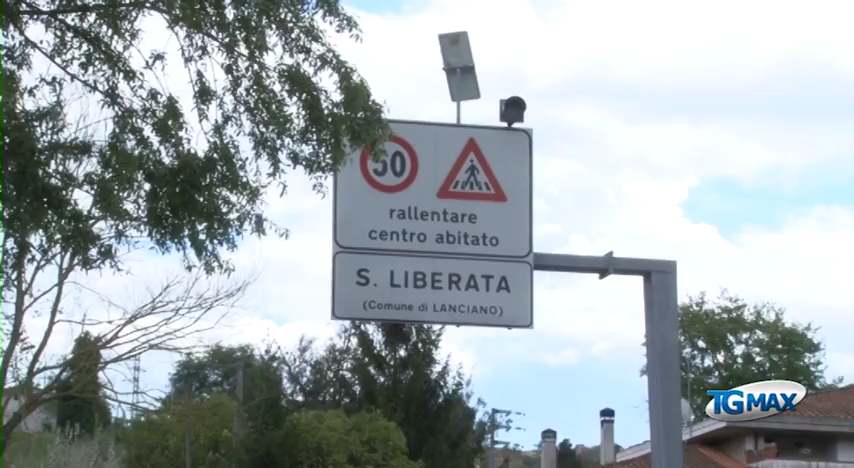 50
rallentare
centro abitato
S. LIBERATA
(Comune di LANCIANO)
TGMAX